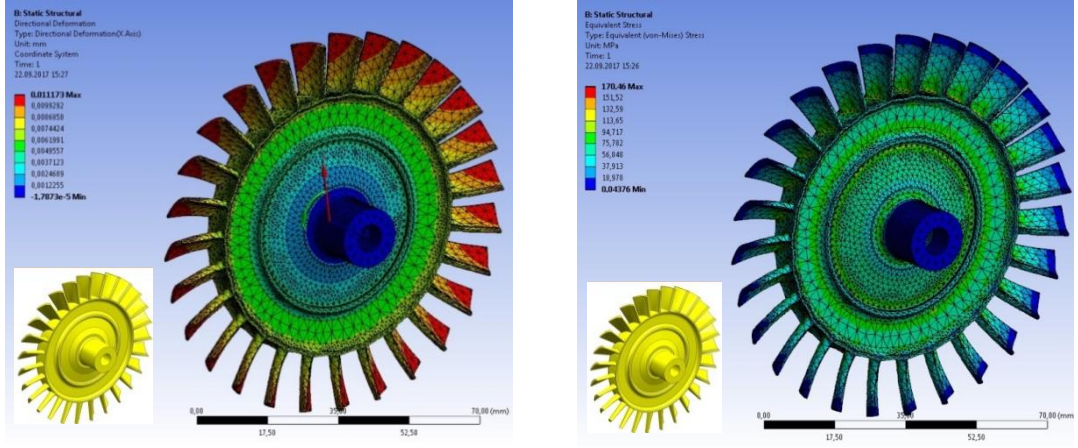 B: Static Structural
Directional Deformation
Type: Directional Deformation(X Axis)
Unit: mm
Coordinate System
Time: 1
22.09.2017 15:27
0,011173 Max
0,0099292
0,0086858
0,0074424
0,0061991
0,0049557
0,0037123
0,0024689
0,0012255
-1,7873e-5 Min
0,00
35,00
70,00 (mm)
17,50
52,50
B: Static Structural
Equivalent Stress
Type: Equivalent (von-Mises) Stress
Unit: MPa
Time: 1
22.09.2017 15:26
170,46 Max
151,52
132,59
113,65
94,717
75,782
56,848
37,913
18,978
0,04376 Min
0,00
35,00
70,00 (mm)
17,50
52,50